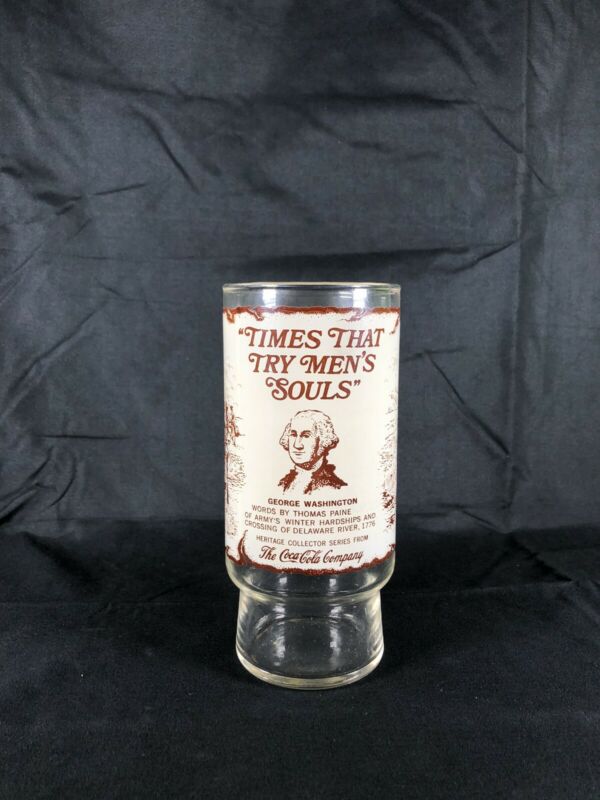 "TIMES THAT
TRY MEN'S
SOULS"
GEORGE WASHINGTON
WORDS BY THOMAS PAINE
OF ARMY'S WINTER HARDSHIPS AND
CROSSING OF DELAWARE RIVER, 1776
HERITAGE COLLECTOR SERIES FROM
The Coca-Cola Company